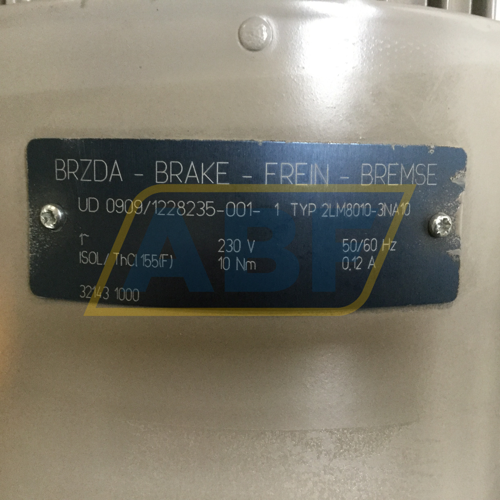 BRZDA - BRAKE - FREIN - BREMSE
UD 0909/1228235-001- 1 TYP 2LM8010-3NA10
1~ 230 V 50/60 Hz
ISOL/ThCl 155(F) 10 Nm 0,12 A
32143 1000
ABF